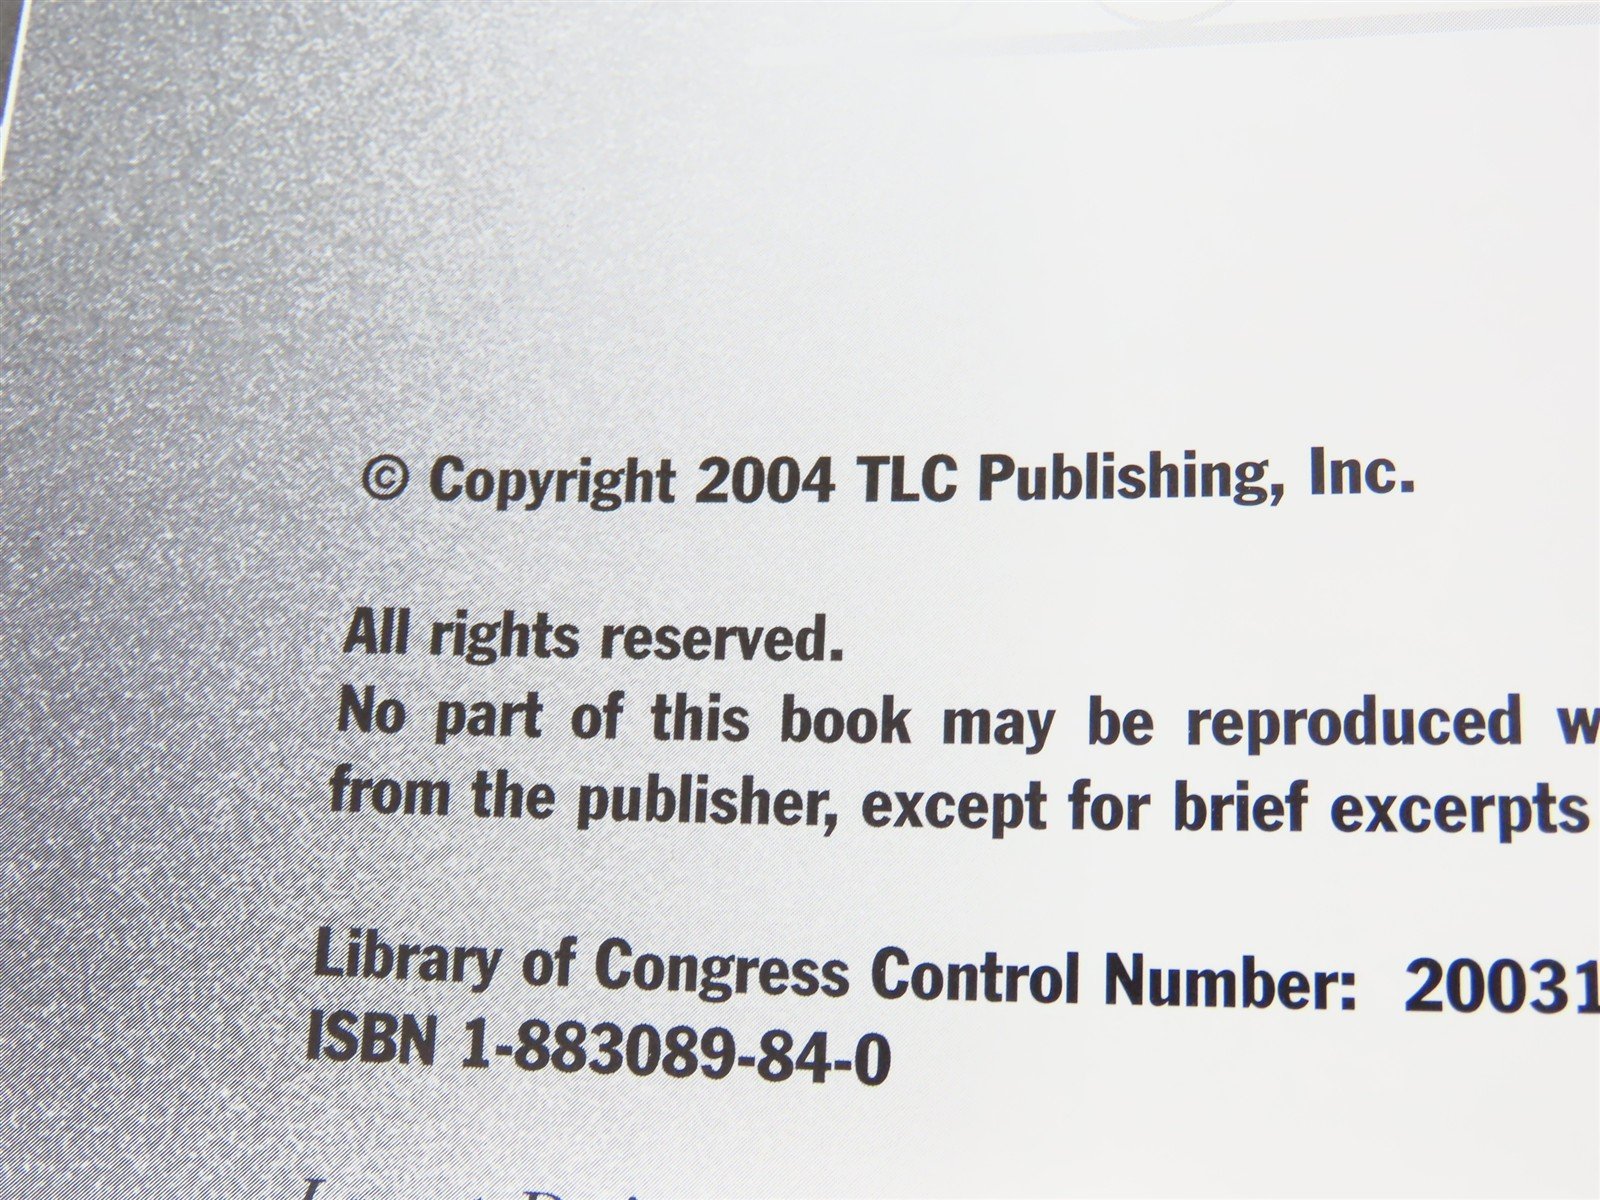 © Copyright 2004 TLC Publishing, Inc.
All rights reserved.
No part of this book may be reproduced
from the publisher, except for brief excerpts
Library of Congress Control Number: 20031
ISBN 1-883089-84-0